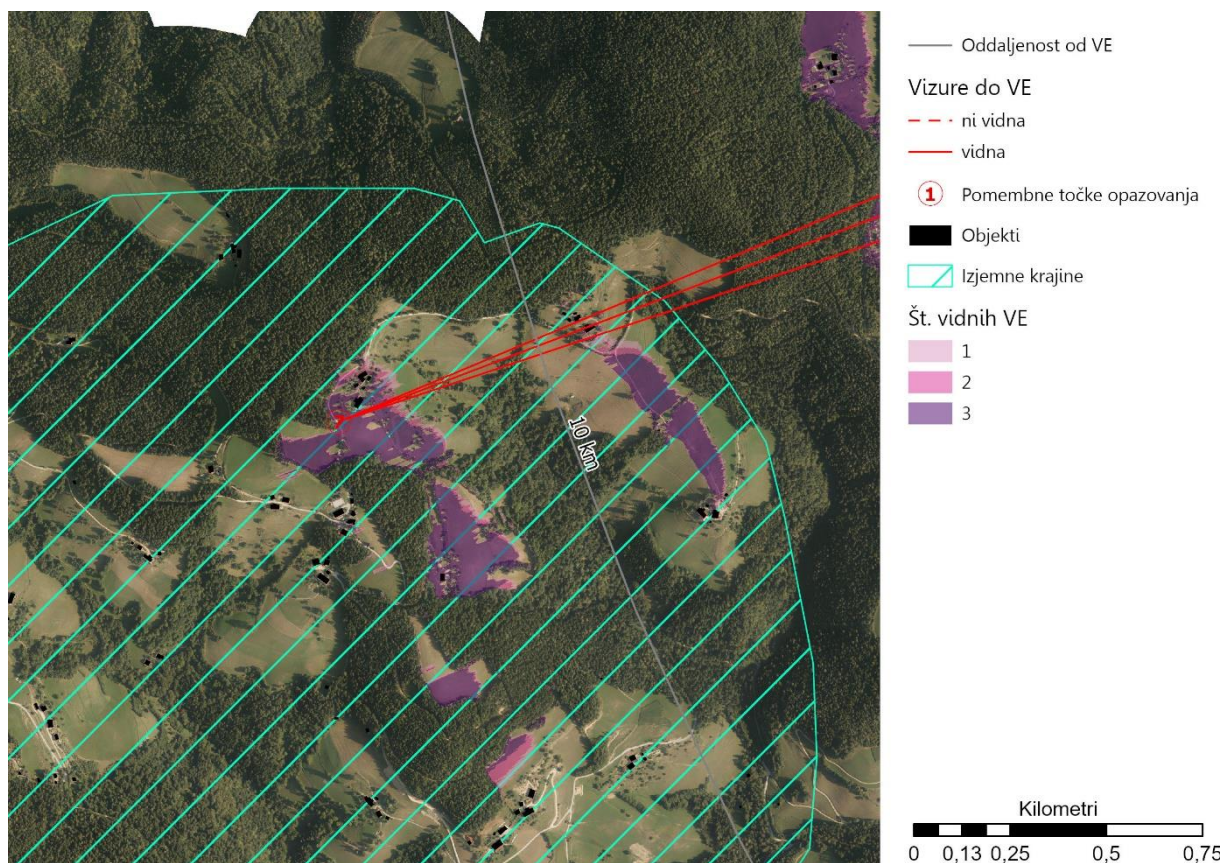 Oddaljenost od VE
Vizure do VE
ni vidna
vidna
1 Pomembne točke opazovanja
Objekti
Izjemne krajine
Št. vidnih VE
1
2
3
10 km
Kilometri
0 0,13 0,25 0,5 0,75